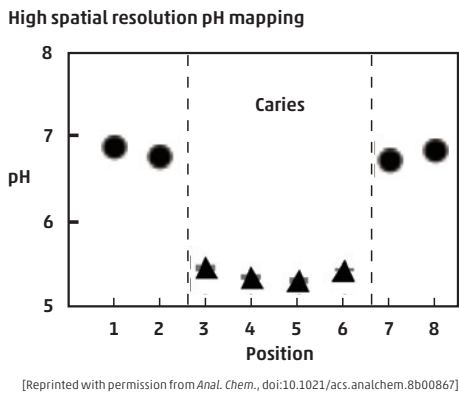 High spatial resolution pH mapping
8
Caries
7
pH
6
5
1 2 3 4 5 6 7 8
Position
[Reprinted with permission from Anal. Chem., doi:10.1021/acs.analchem.8b00867]